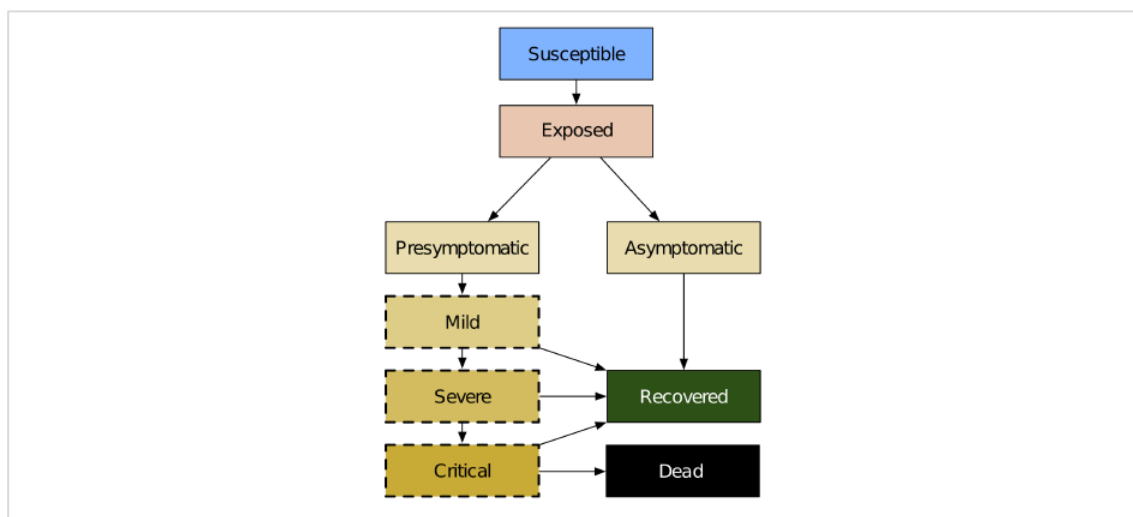 Susceptible
Exposed
Presymptomatic
Asymptomatic
Mild
Severe
Recovered
Critical
Dead